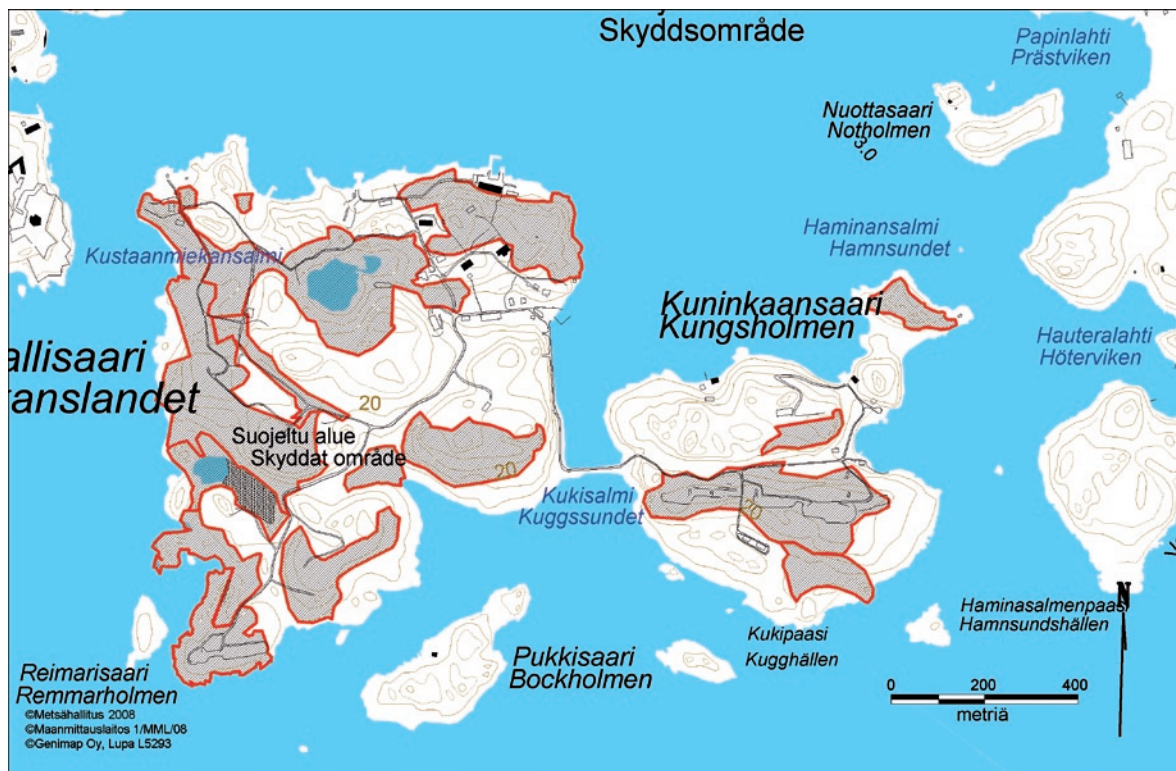 Skyddsområde
Papinlahti
Prästviken
Nuottasaari
Notholmen
3.0
Haminansalmi
Hamnsundet
Kustaanmiekansalmi
Kuninkaansaari
Kungsholmen
Hauteralahti
Höterviken
allisaari
anslandet
20
Suojeltu alue
Skyddat område
20
Kukisalmi
Kuggssundet
20
Haminasalmenpaasi
Hamnsundshällen
N
Kukipaasi
Kugghällen
Pukkisaari
Bockholmen
Reimarisaari
Remmarholmen
0 200 400
metriä
©Metsähallitus 2008
©Maanmittauslaitos 1/MML/08
©Genimap Oy, Lupa L5293